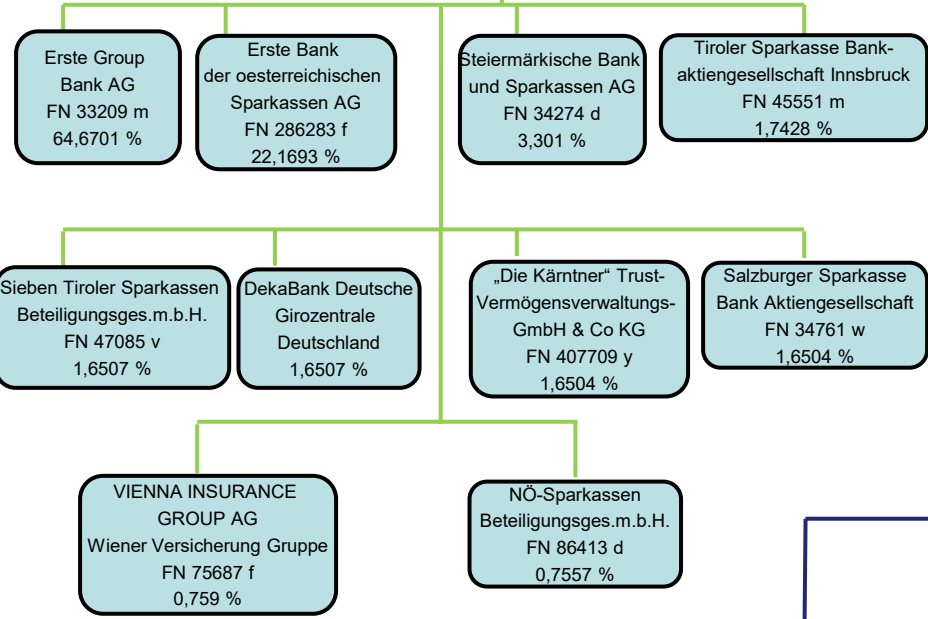 Erste Group
Bank AG
FN 33209 m
64,6701 %
Erste Bank
der oesterreichischen
Sparkassen AG
FN 286283 f
22,1693 %
Steiermärkische Bank
und Sparkassen AG
FN 34274 d
3,301 %
Tiroler Sparkasse Bank-
aktiengesellschaft Innsbruck
FN 45551 m
1,7428 %
Sieben Tiroler Sparkassen
Beteiligungsges.m.b.H.
FN 47085 v
1,6507 %
DekaBank Deutsche
Girozentrale
Deutschland
1,6507 %
„Die Kärntner“ Trust-
Vermögensverwaltungs-
GmbH & Co KG
FN 407709 y
1,6504 %
Salzburger Sparkasse
Bank Aktiengesellschaft
FN 34761 w
1,6504 %
VIENNA INSURANCE
GROUP AG
Wiener Versicherung Gruppe
FN 75687 f
0,759 %
NÖ-Sparkassen
Beteiligungsges.m.b.H.
FN 86413 d
0,7557 %